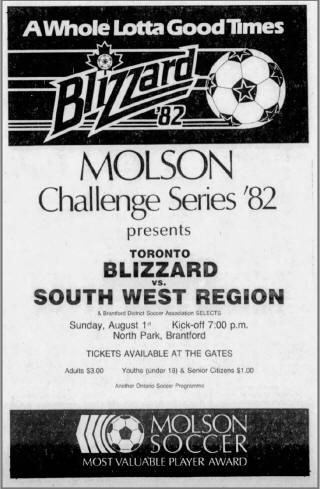 A Whole Lotta Good Times
Blizzard
'82
MOLSON
Challenge Series '82
presents
TORONTO
BLIZZARD
vs.
SOUTH WEST REGION
& Brantford District Soccer Association SELECTS
Sunday, August 1st Kick-off 7:00 p.m.
North Park, Brantford
TICKETS AVAILABLE AT THE GATES
Adults $3.00 Youths (under 18) & Senior Citizens $1.00
Another Ontario Soccer Programme
MOLSON
SOCCER
MOST VALUABLE PLAYER AWARD